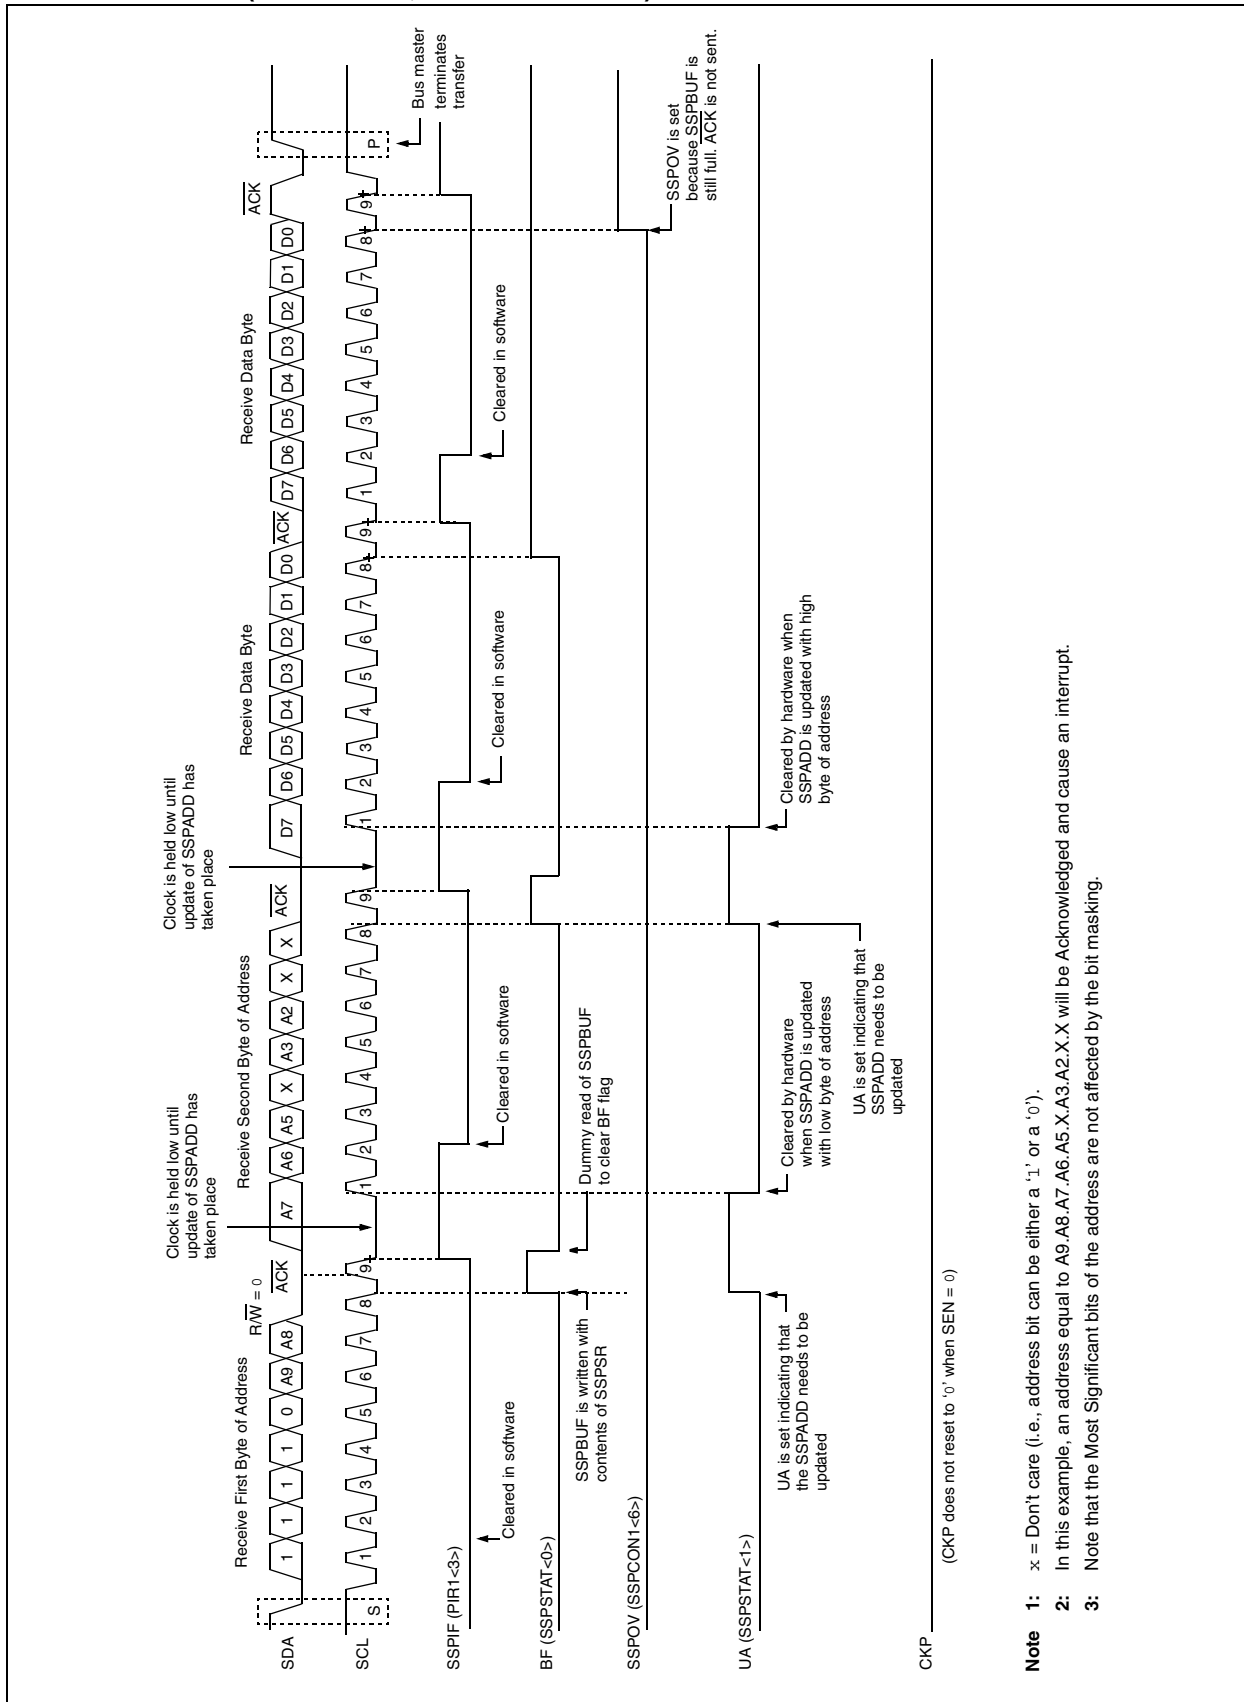 Receive First Byte of Address
R/W = 0
Receive Second Byte of Address
Receive Data Byte
Receive Data Byte
Clock is held low until
update of SSPADD has
taken place
Clock is held low until
update of SSPADD has
taken place
SDA
1 1 1 1 0 A9 A8 ACK A7 A6 A5 X A3 A2 X X ACK D7 D6 D5 D4 D3 D2 D1 D0 ACK D7 D6 D5 D4 D3 D2 D1 D0 ACK
SCL
S 1 2 3 4 5 6 7 8 9 1 2 3 4 5 6 7 8 9 1 2 3 4 5 6 7 8 9 1 2 3 4 5 6 7 8 9 P
Bus master
terminates
transfer
SSPIF (PIR1<3>)
Cleared in software
Cleared in software
Cleared in software
Cleared in software
BF (SSPSTAT<0>)
SSPBUF is written with
contents of SSPSR
Dummy read of SSPBUF
to clear BF flag
SSPOV (SSPCON1<6>)
SSPOV is set
because SSPBUF is
still full. ACK is not sent.
UA (SSPSTAT<1>)
UA is set indicating that
the SSPADD needs to be
updated
Cleared by hardware
when SSPADD is updated
with low byte of address
UA is set indicating that
SSPADD needs to be
updated
Cleared by hardware when
SSPADD is updated with high
byte of address
CKP
(CKP does not reset to ‘0’ when SEN = 0)
Note 1: x = Don't care (i.e., address bit can be either a ‘1’ or a ‘0’).
2: In this example, an address equal to A9.A8.A7.A6.A5.X.A3.A2.X.X will be Acknowledged and cause an interrupt.
3: Note that the Most Significant bits of the address are not affected by the bit masking.